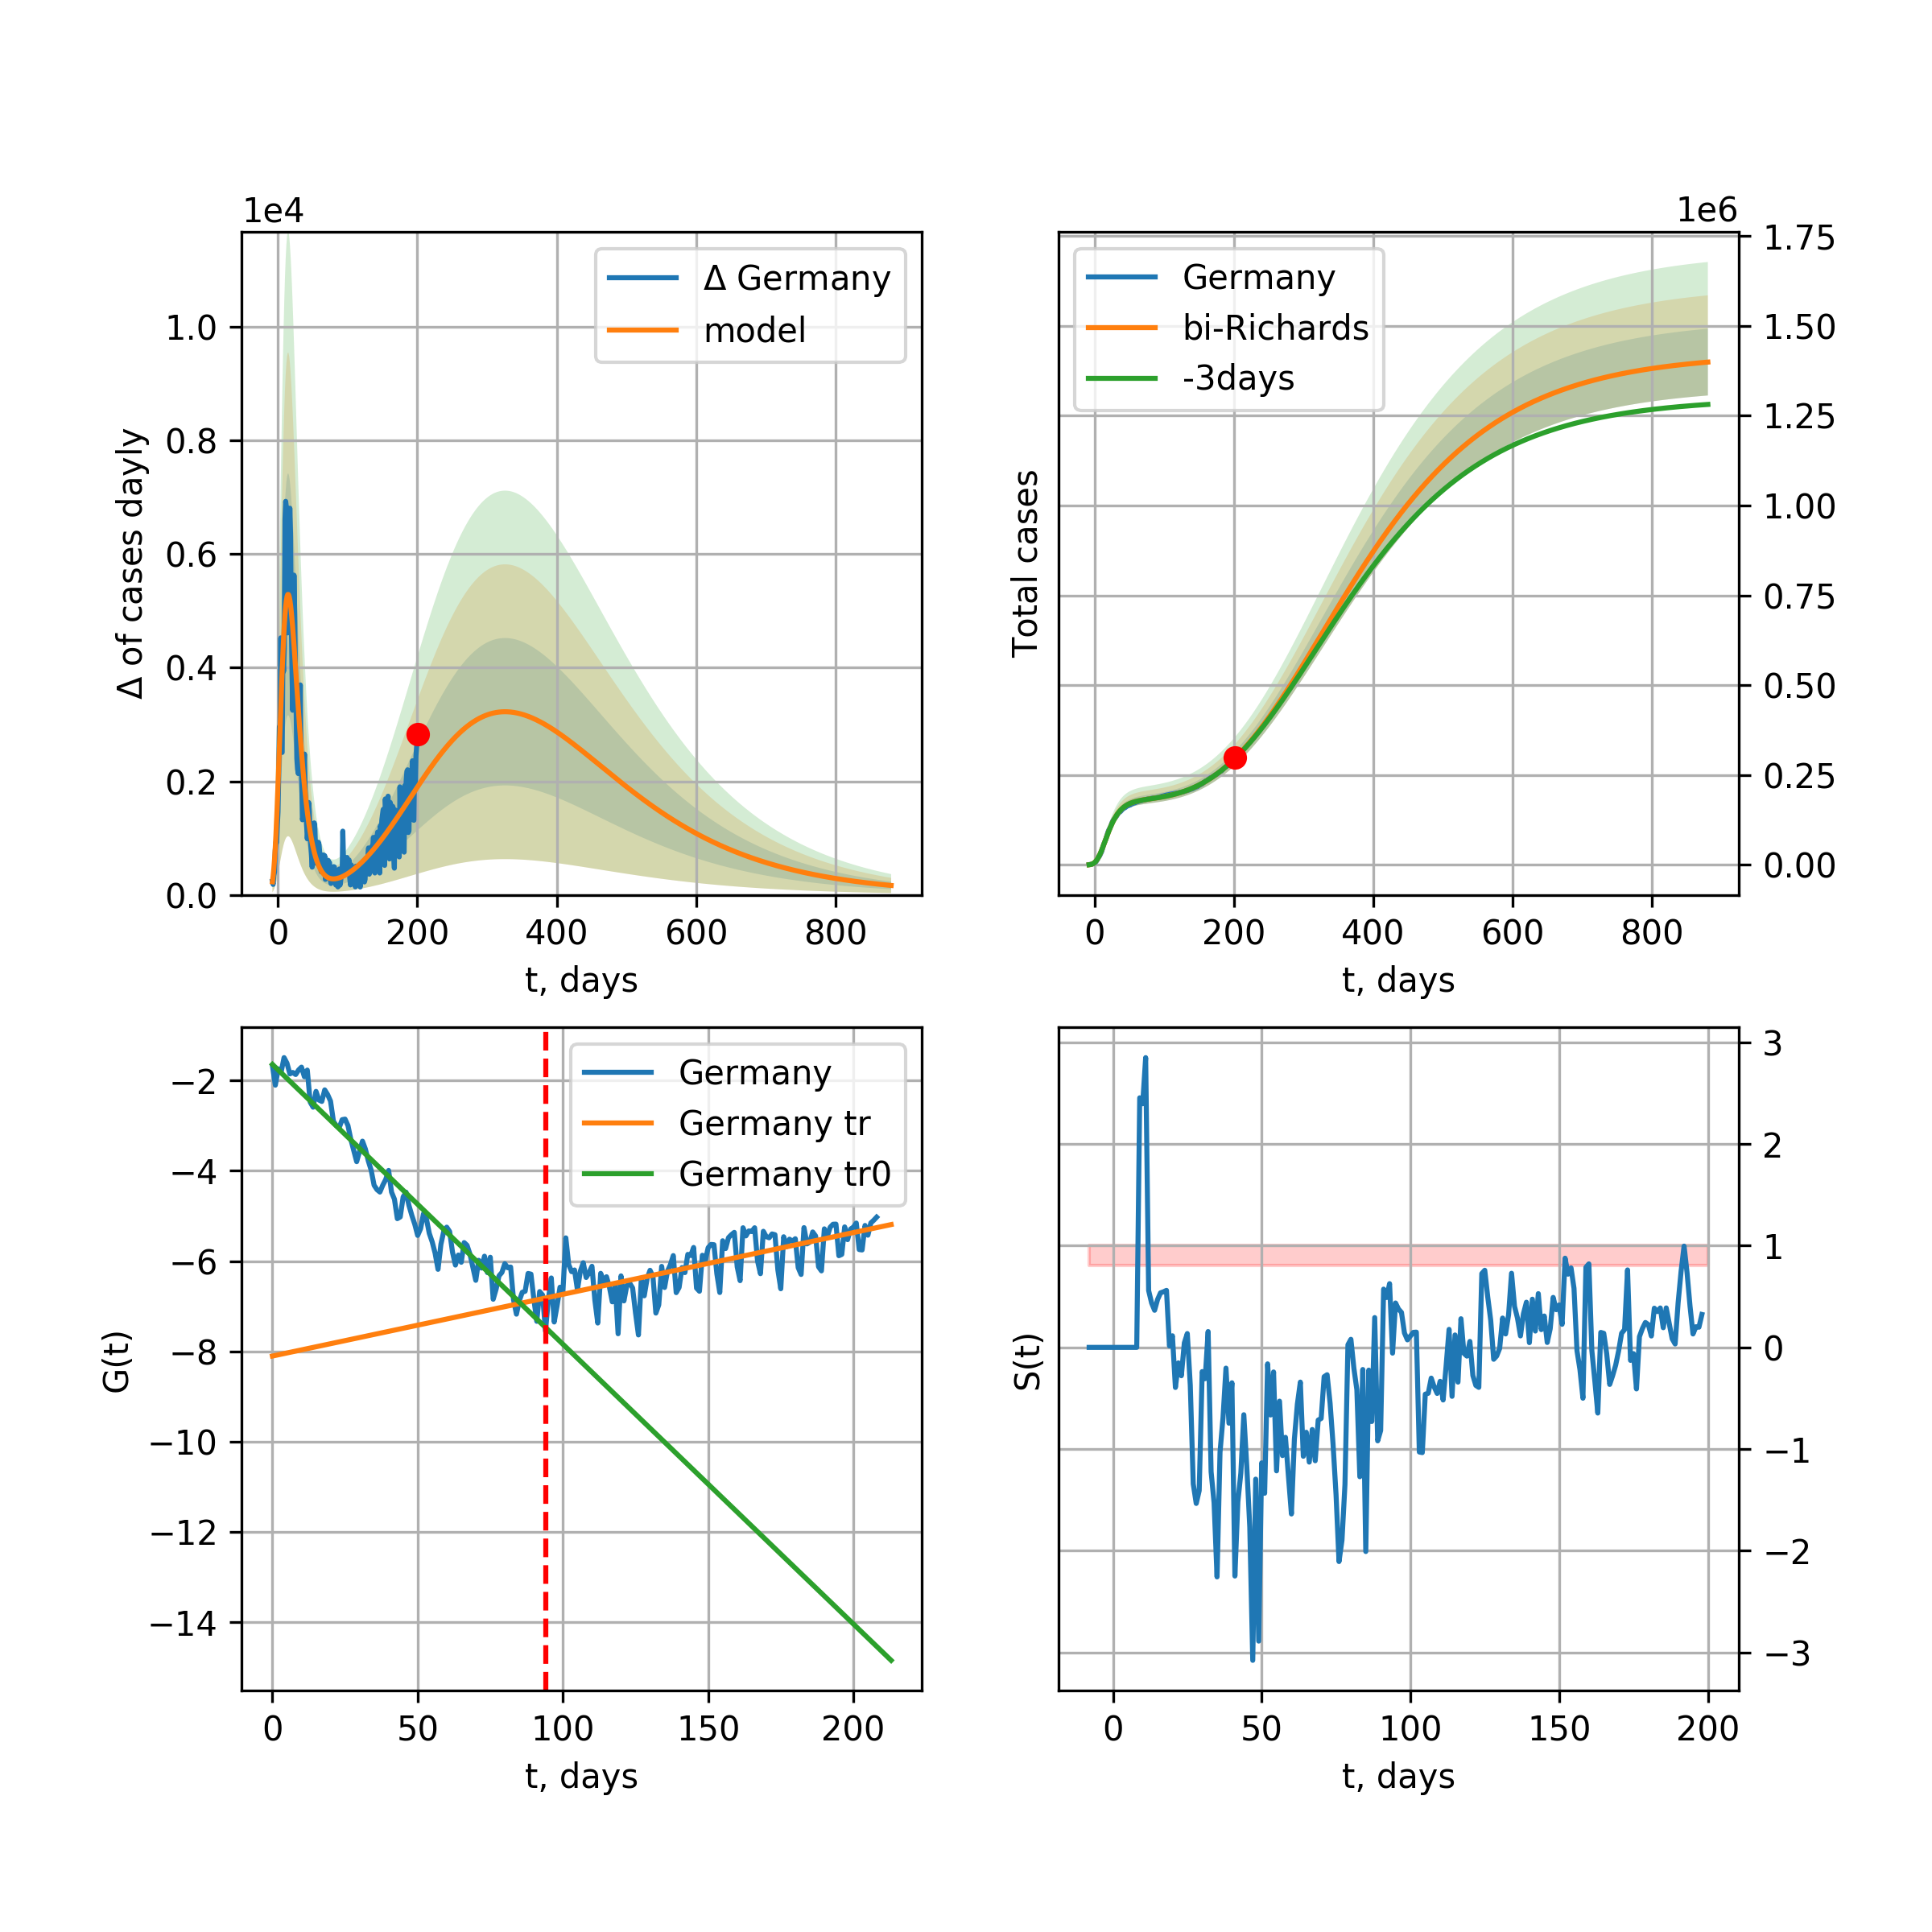 1e4
Δ of cases dayly
1.0
0.8
0.6
0.4
0.2
0.0
Δ Germany
model
0 200 400 600 800
t, days
1e6
Total cases
Germany
bi-Richards
-3days
1.75
1.50
1.25
1.00
0.75
0.50
0.25
0.00
0 200 400 600 800
t, days
G(t)
−2
−4
−6
−8
−10
−12
−14
Germany
Germany tr
Germany tr0
0 50 100 150 200
t, days
S(t)
3
2
1
0
−1
−2
−3
0 50 100 150 200
t, days